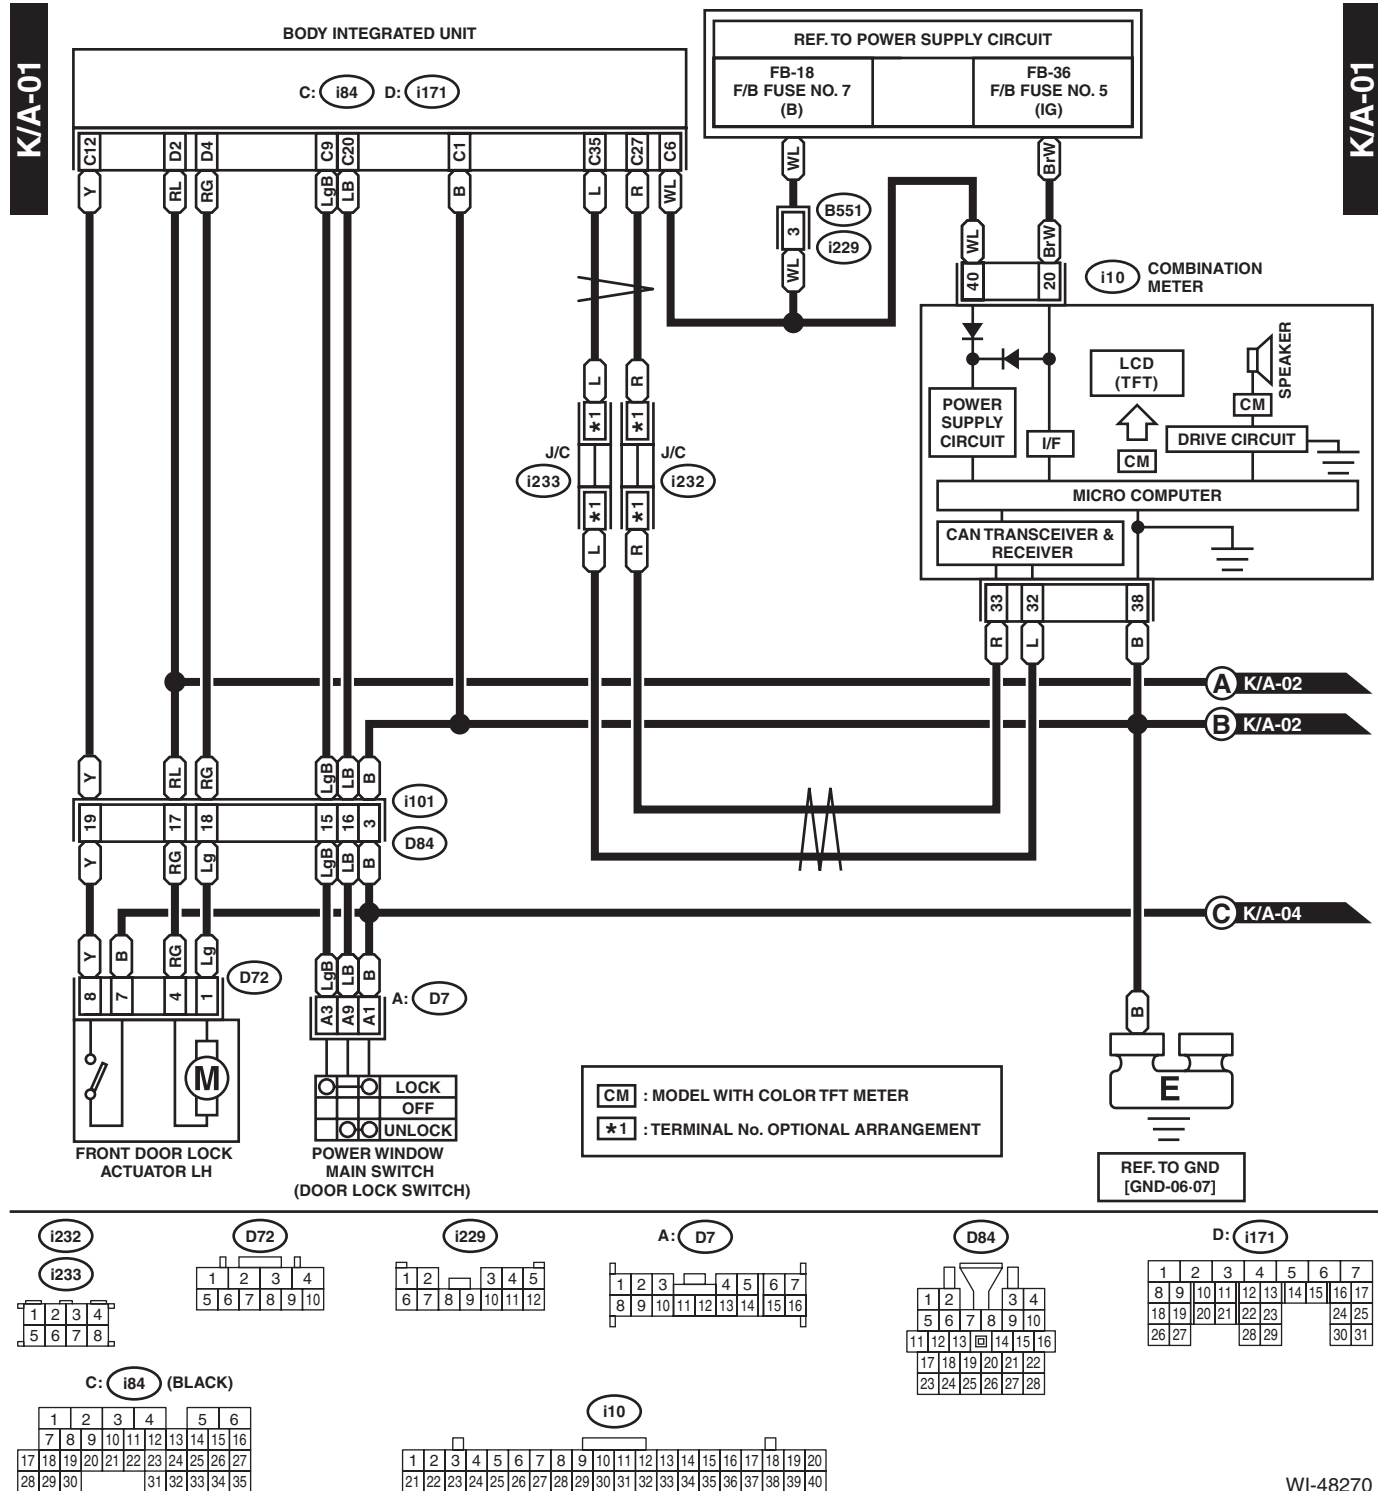 K/A-01
K/A-01
BODY INTEGRATED UNIT
C: i84 D: i171
REF. TO POWER SUPPLY CIRCUIT
FB-18
F/B FUSE NO. 7
(B)
FB-36
F/B FUSE NO. 5
(IG)
C12 D2 D4 C9 C20 C1 C35 C27 C6
Y RL RG LgB LB B L R WL
WL BrW
3
B551
i229
WL
WL BrW
40 20
i10 COMBINATION
METER
LCD
(TFT)
SPEAKER
CM
POWER
SUPPLY
CIRCUIT
I/F
CM
DRIVE CIRCUIT
MICRO COMPUTER
CAN TRANSCEIVER &
RECEIVER
L R
*1 *1
J/C J/C
i233 i232
*1 *1
L R
33 32 38
R L B
A K/A-02
B K/A-02
Y RL RG LgB LB B
i101
19 17 18 15 16 3
D84
Y RG Lg LgB LB B
C K/A-04
Y B RG Lg LgB LB B
D72
8 7 4 1
A: D7
A3 A9 A1
M
LOCK
OFF
UNLOCK
FRONT DOOR LOCK
ACTUATOR LH
POWER WINDOW
MAIN SWITCH
(DOOR LOCK SWITCH)
CM : MODEL WITH COLOR TFT METER
*1 : TERMINAL No. OPTIONAL ARRANGEMENT
B
E
REF. TO GND
[GND-06·07]
i232
i233
1 2 3 4
5 6 7 8
D72
1 2 3 4
5 6 7 8 9 10
i229
1 2 3 4 5
6 7 8 9 10 11 12
A: D7
1 2 3 4 5 6 7
8 9 10 11 12 13 14 15 16
D84
1 2 3 4
5 6 7 8 9 10
11 12 13 14 15 16
17 18 19 20 21 22
23 24 25 26 27 28
D: i171
1 2 3 4 5 6 7
8 9 10 11 12 13 14 15 16 17
18 19 20 21 22 23 24 25
26 27 28 29 30 31
C: i84 (BLACK)
1 2 3 4 5 6
7 8 9 10 11 12 13 14 15 16
17 18 19 20 21 22 23 24 25 26 27
28 29 30 31 32 33 34 35
i10
1 2 3 4 5 6 7 8 9 10 11 12 13 14 15 16 17 18 19 20
21 22 23 24 25 26 27 28 29 30 31 32 33 34 35 36 37 38 39 40
WI-48270